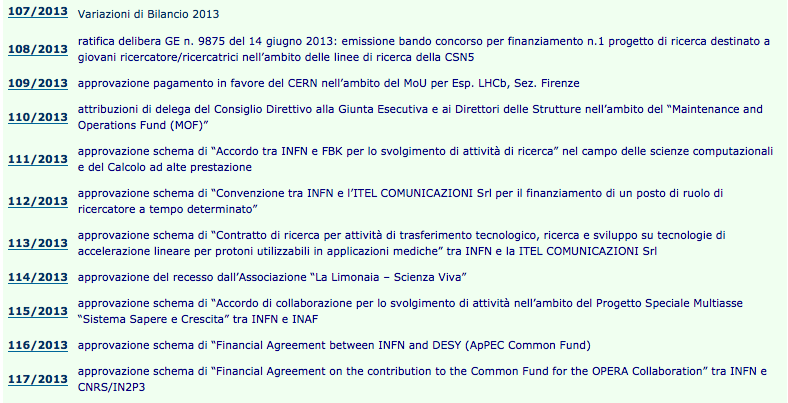 107/2013 Variazioni di Bilancio 2013
ratifica delibera GE n. 9875 del 14 giugno 2013: emissione bando concorso per finanziamento n.1 progetto di ricerca destinato a
108/2013
giovani ricercatore/ricercatrici nell’ambito delle linee di ricerca della CSN5
109/2013 approvazione pagamento in favore del CERN nell’ambito del MoU per Esp. LHCb, Sez. Firenze
attribuzioni di delega del Consiglio Direttivo alla Giunta Esecutiva e ai Direttori delle Strutture nell’ambito del “Maintenance and
110/2013
Operations Fund (MOF)”
approvazione schema di “Accordo tra INFN e FBK per lo svolgimento di attività di ricerca” nel campo delle scienze computazionali
111/2013
e del Calcolo ad alte prestazione
approvazione schema di “Convenzione tra INFN e l’ITEL COMUNICAZIONI Srl per il finanziamento di un posto di ruolo di
112/2013
ricercatore a tempo determinato”
approvazione schema di “Contratto di ricerca per attività di trasferimento tecnologico, ricerca e sviluppo su tecnologie di
113/2013
accelerazione lineare per protoni utilizzabili in applicazioni mediche” tra INFN e la ITEL COMUNICAZIONI Srl
114/2013 approvazione del recesso dall’Associazione “La Limonaia – Scienza Viva”
approvazione schema di “Accordo di collaborazione per lo svolgimento di attività nell’ambito del Progetto Speciale Multiasse
115/2013
“Sistema Sapere e Crescita” tra INFN e INAF
116/2013 approvazione schema di “Financial Agreement between INFN and DESY (ApPEC Common Fund)
approvazione schema di “Financial Agreement on the contribution to the Common Fund for the OPERA Collaboration” tra INFN e
117/2013
CNRS/IN2P3